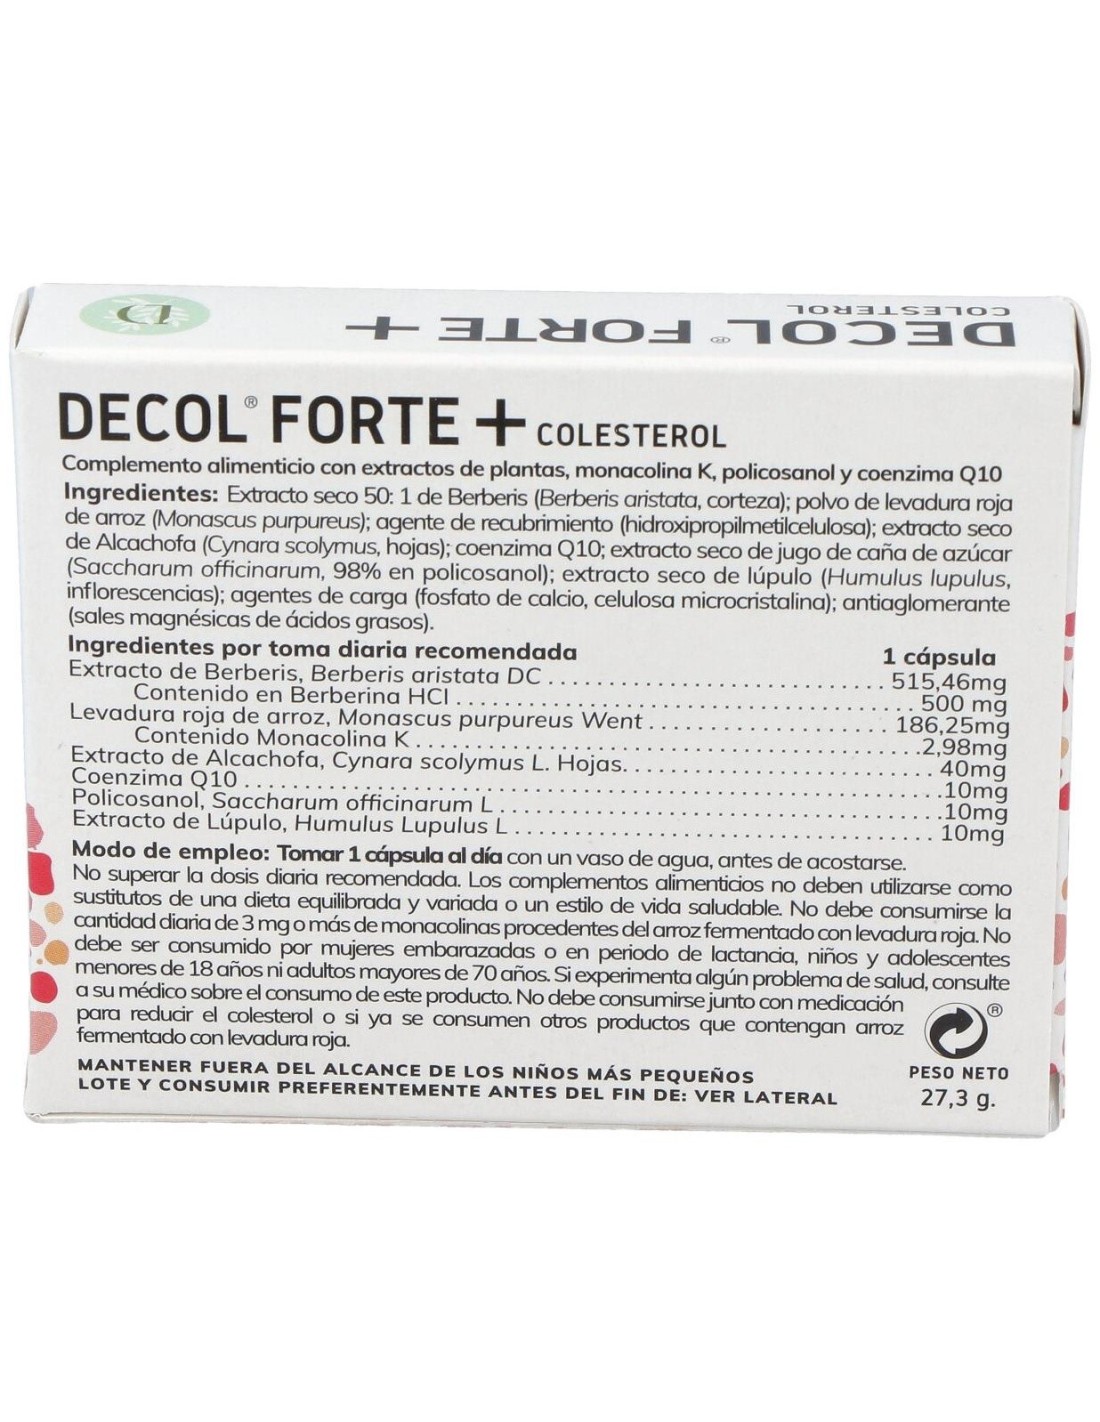 DECOL® FORTE +
COLESTEROL
DECOL® FORTE + COLESTEROL
Complemento alimenticio con extractos de plantas, monacolina K, policosanol y coenzima Q10
Ingredientes: Extracto seco 50: 1 de Berberis (Berberis aristata, corteza); polvo de levadura roja
de arroz (Monascus purpureus); agente de recubrimiento (hidroxipropilmetilcelulosa); extracto seco
de Alcachofa (Cynara scolymus, hojas); coenzima Q10; extracto seco de jugo de caña de azúcar
(Saccharum officinarum, 98% en policosanol); extracto seco de lúpulo (Humulus lupulus,
inflorescencias); agentes de carga (fosfato de calcio, celulosa microcristalina); antiaglomerante
(sales magnésicas de ácidos grasos).
Ingredientes por toma diaria recomendada 1 cápsula
Extracto de Berberis, Berberis aristata DC 515,46mg
Contenido en Berberina HCl 500 mg
Levadura roja de arroz, Monascus purpureus Went 186,25mg
Contenido Monacolina K 2,98mg
Extracto de Alcachofa, Cynara scolymus L. Hojas. 40mg
Coenzima Q10 10mg
Policosanol, Saccharum officinarum L 10mg
Extracto de Lúpulo, Humulus Lupulus L 10mg
Modo de empleo: Tomar 1 cápsula al día con un vaso de agua, antes de acostarse.
No superar la dosis diaria recomendada. Los complementos alimenticios no deben utilizarse como
sustitutos de una dieta equilibrada y variada o un estilo de vida saludable. No debe consumirse la
cantidad diaria de 3 mg o más de monacolinas procedentes del arroz fermentado con levadura roja. No
debe ser consumido por mujeres embarazadas o en periodo de lactancia, niños y adolescentes
menores de 18 años ni adultos mayores de 70 años. Si experimenta algún problema de salud, consulte
a su médico sobre el consumo de este producto. No debe consumirse junto con medicación
para reducir el colesterol o si ya se consumen otros productos que contengan arroz
fermentado con levadura roja.
MANTENER FUERA DEL ALCANCE DE LOS NIÑOS MÁS PEQUEÑOS
LOTE Y CONSUMIR PREFERENTEMENTE ANTES DEL FIN DE: VER LATERAL
®
PESO NETO
27,3 g.